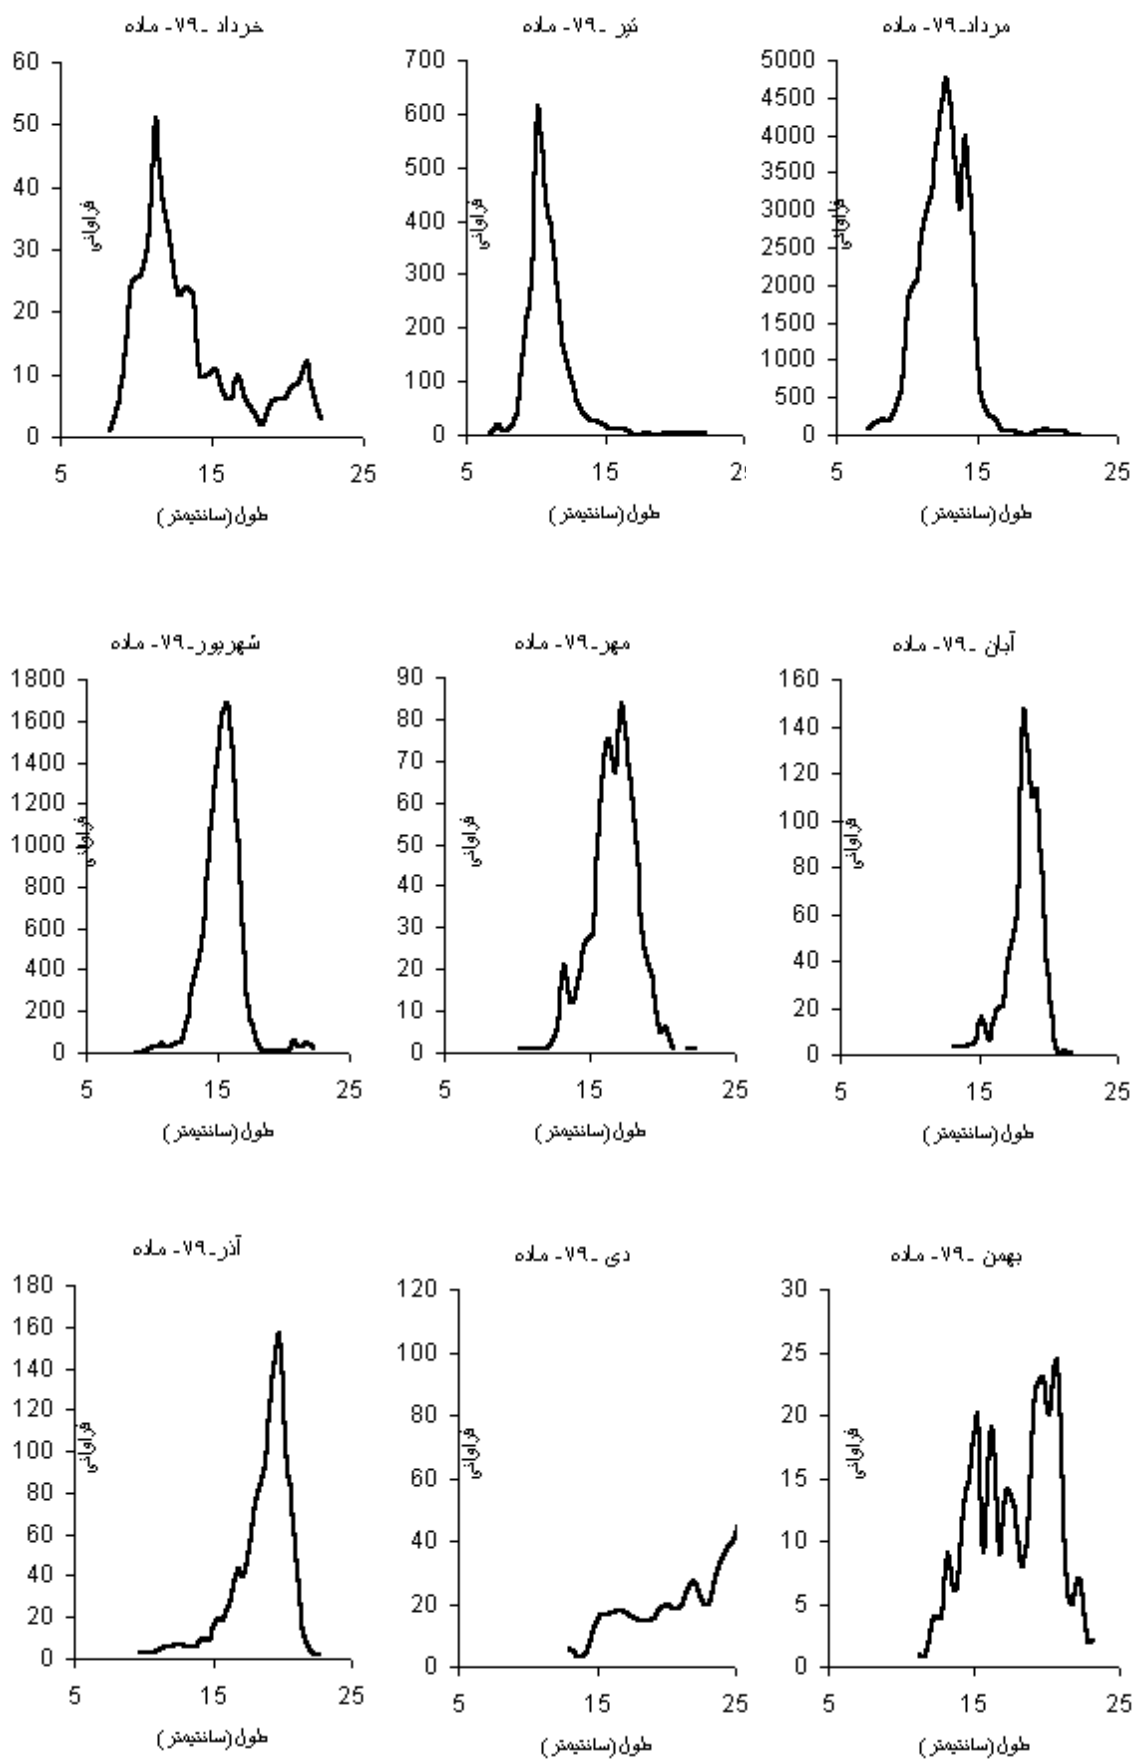 خرداد -۷۹- ماده
60
50
40
30
20
10
0
فراوانی
5 15 25
طول(سانتیمتر)
تیر -۷۹- ماده
700
600
500
400
300
200
100
0
فراوانی
5 15 25
طول(سانتیمتر)
مرداد-۷۹- ماده
5000
4500
4000
3500
3000
2500
2000
1500
1000
500
0
فراوانی
5 15 25
طول(سانتیمتر)
شهریور-۷۹- ماده
1800
1600
1400
1200
1000
800
600
400
200
0
فراوانی
5 15 25
طول(سانتیمتر)
مهر-۷۹- ماده
90
80
70
60
50
40
30
20
10
0
فراوانی
5 15 25
طول(سانتیمتر)
آبان -۷۹- ماده
160
140
120
100
80
60
40
20
0
فراوانی
5 15 25
طول(سانتیمتر)
آذر-۷۹- ماده
180
160
140
120
100
80
60
40
20
0
فراوانی
5 15 25
طول(سانتیمتر)
دی -۷۹- ماده
120
100
80
60
40
20
0
فراوانی
5 15 25
طول(سانتیمتر)
بهمن -۷۹- ماده
30
25
20
15
10
5
0
فراوانی
5 15 25
طول(سانتیمتر)